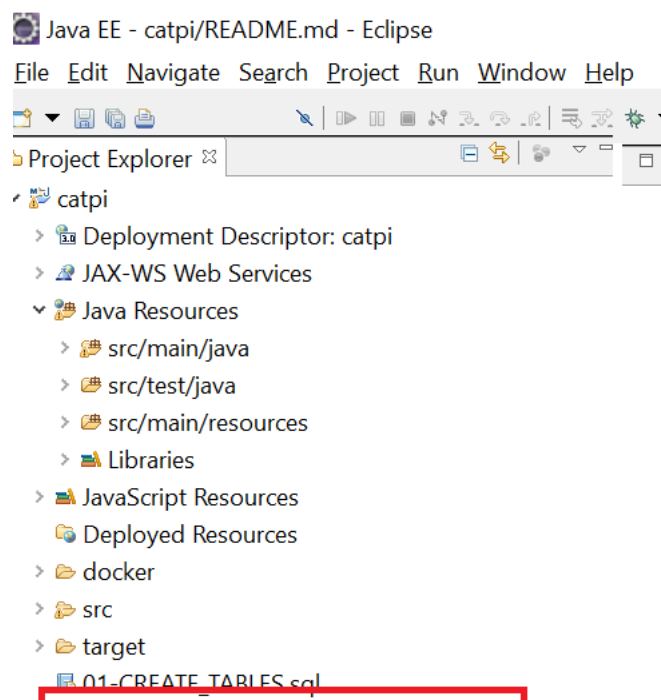 Java EE - catpi/README.md - Eclipse
File Edit Navigate Search Project Run Window Help
Project Explorer
catpi
Deployment Descriptor: catpi
JAX-WS Web Services
Java Resources
src/main/java
src/test/java
src/main/resources
Libraries
JavaScript Resources
Deployed Resources
docker
src
target
01-CREATE_TABLES.sql